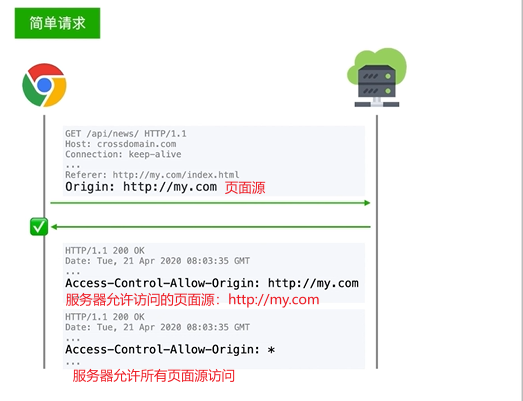 简单请求
GET /api/news/ HTTP/1.1
Host: crossdomain.com
Connection: keep-alive
...
Referer: http://my.com/index.html
Origin: http://my.com 页面源
HTTP/1.1 200 OK
Date: Tue, 21 Apr 2020 08:03:35 GMT
...
Access-Control-Allow-Origin: http://my.com
服务器允许访问的页面源：http://my.com
HTTP/1.1 200 OK
Date: Tue, 21 Apr 2020 08:03:35 GMT
...
Access-Control-Allow-Origin: *
...
服务器允许所有页面源访问